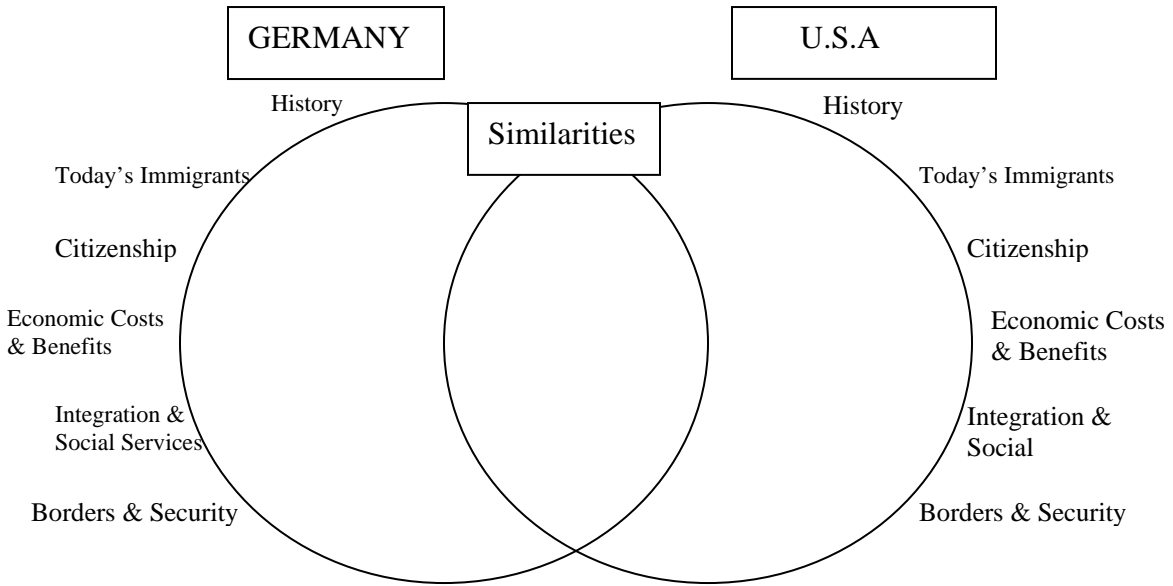 GERMANY
U.S.A
Similarities
History
Today’s Immigrants
Citizenship
Economic Costs
& Benefits
Integration &
Social Services
Borders & Security
History
Today’s Immigrants
Citizenship
Economic Costs
& Benefits
Integration &
Social
Borders & Security